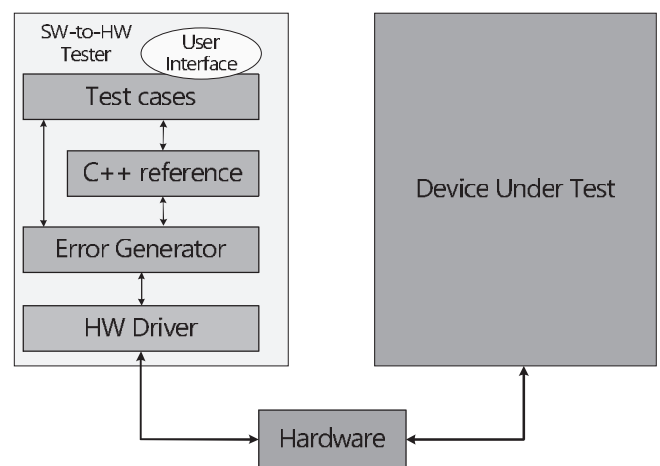 SW-to-HW
Tester
User
Interface
Test cases
C++ reference
Error Generator
HW Driver
Device Under Test
Hardware